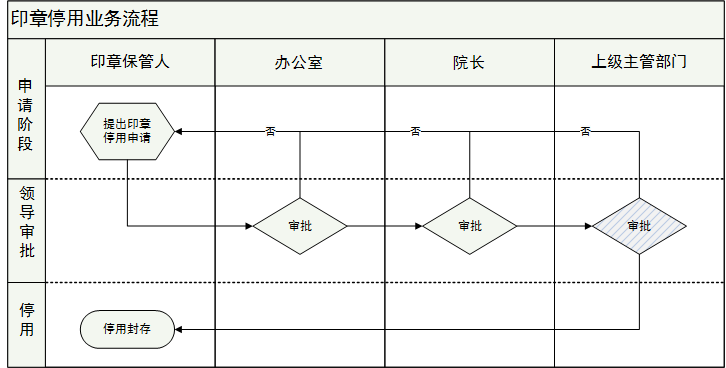 印章停用业务流程
印章保管人
办公室
院长
上级主管部门
申请阶段
提出印章
停用申请
否
否
否
领导审批
审批
审批
审批
停用
停用封存